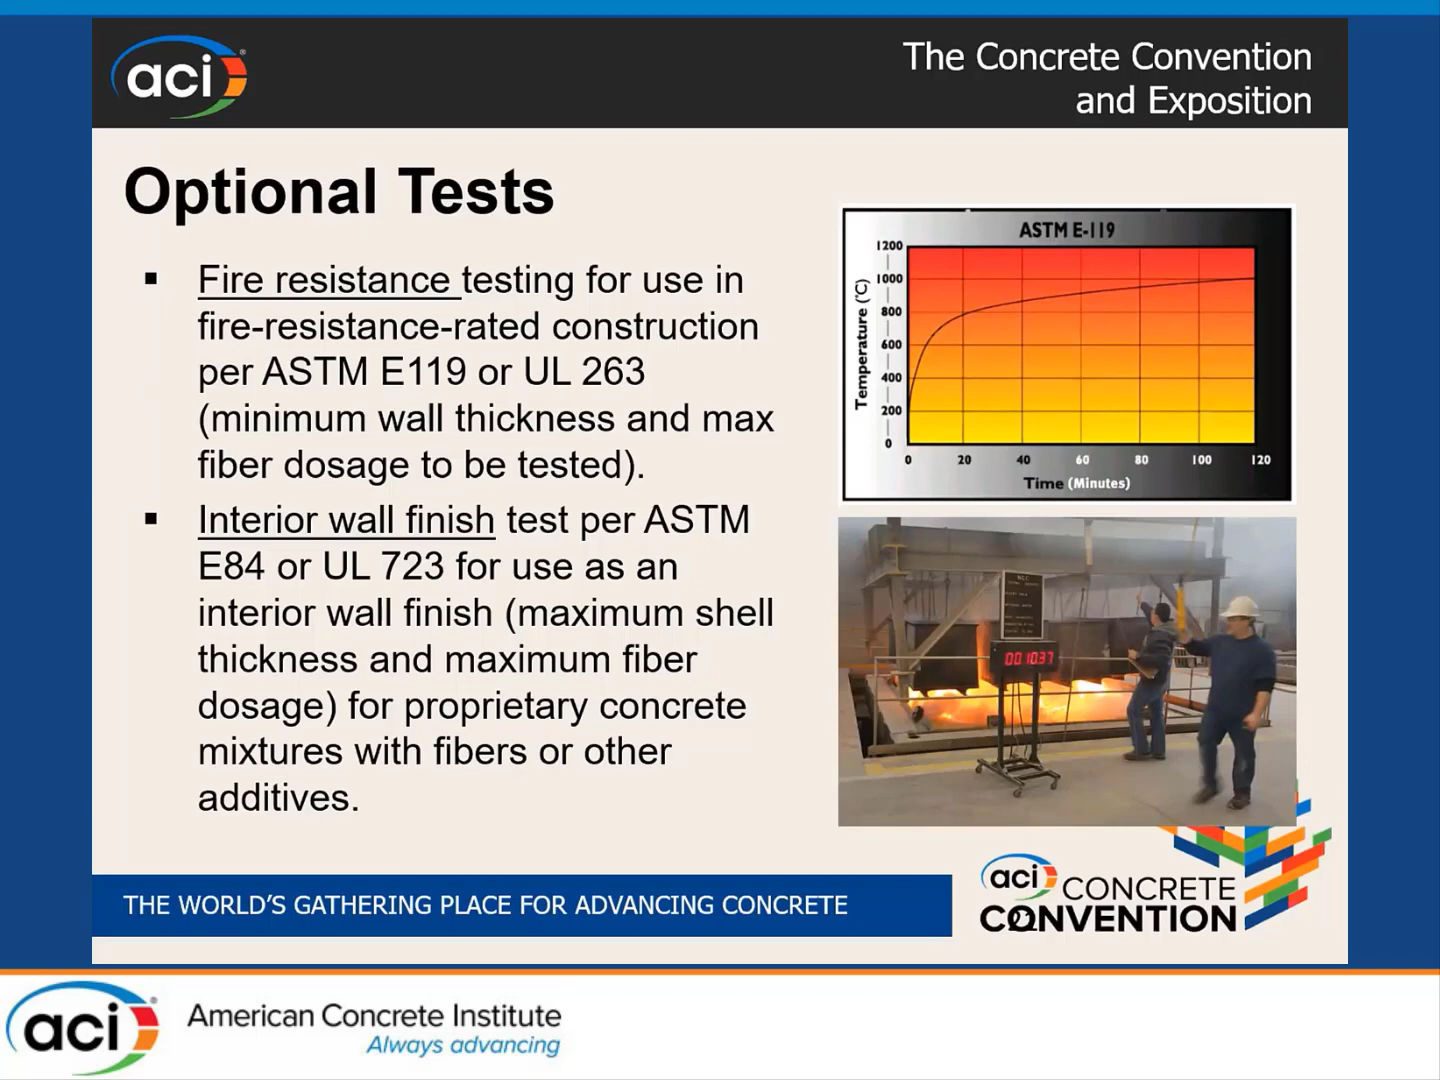 aci
The Concrete Convention
and Exposition
Optional Tests
▪ Fire resistance testing for use in
fire-resistance-rated construction
per ASTM E119 or UL 263
(minimum wall thickness and max
fiber dosage to be tested).
▪ Interior wall finish test per ASTM
E84 or UL 723 for use as an
interior wall finish (maximum shell
thickness and maximum fiber
dosage) for proprietary concrete
mixtures with fibers or other
additives.
ASTM E-119
Temperature (°C)
1200
1000
800
600
400
200
0
0 20 40 60 80 100 120
Time (Minutes)
00:10:37
THE WORLD'S GATHERING PLACE FOR ADVANCING CONCRETE
aci CONCRETE
CONVENTION
aci American Concrete Institute
Always advancing